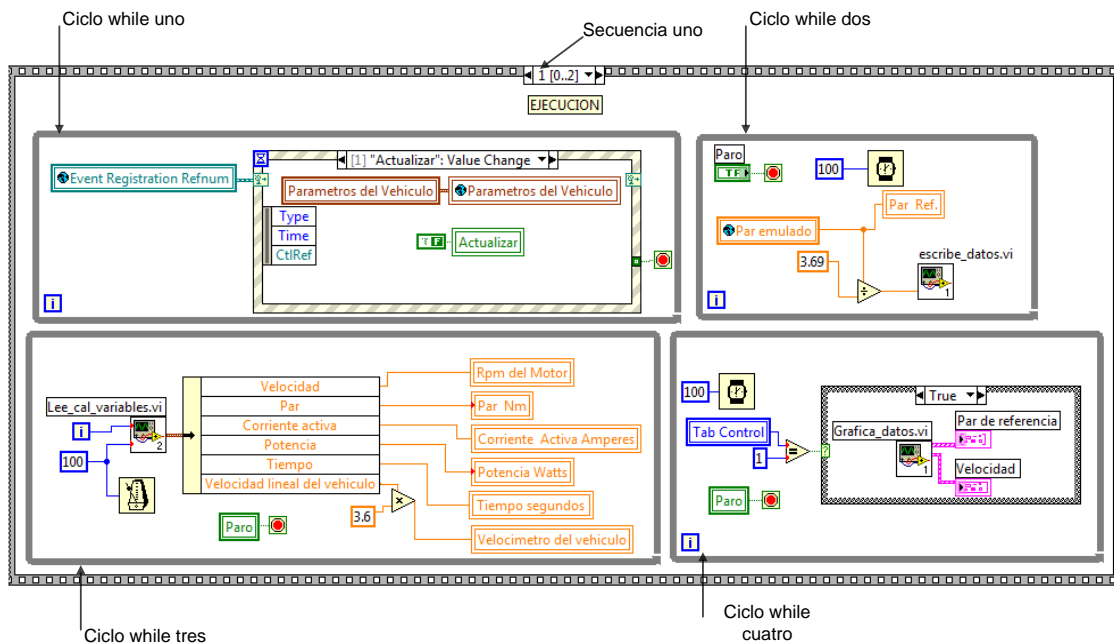 Ciclo while uno
Secuencia uno
Ciclo while dos
1 [0..2]
EJECUCION
[1] "Actualizar": Value Change
Event Registration Refnum
Parametros del Vehiculo
Parametros del Vehiculo
Type
Time
CtlRef
TF
Actualizar
i
Paro
TF
100
Par Ref.
Par emulado
3.69
÷
escribe_datos.vi
1
i
Lee_cal_variables.vi
2
i
100
Velocidad
Par
Corriente activa
Potencia
Tiempo
Velocidad lineal del vehiculo
3.6
×
Paro
Rpm del Motor
Par Nm
Corriente Activa Amperes
Potencia Watts
Tiempo segundos
Velocimetro del vehiculo
100
Tab Control
1
=
?
True
Grafica_datos.vi
1
Par de referencia
Velocidad
Paro
i
Ciclo while tres
Ciclo while
cuatro